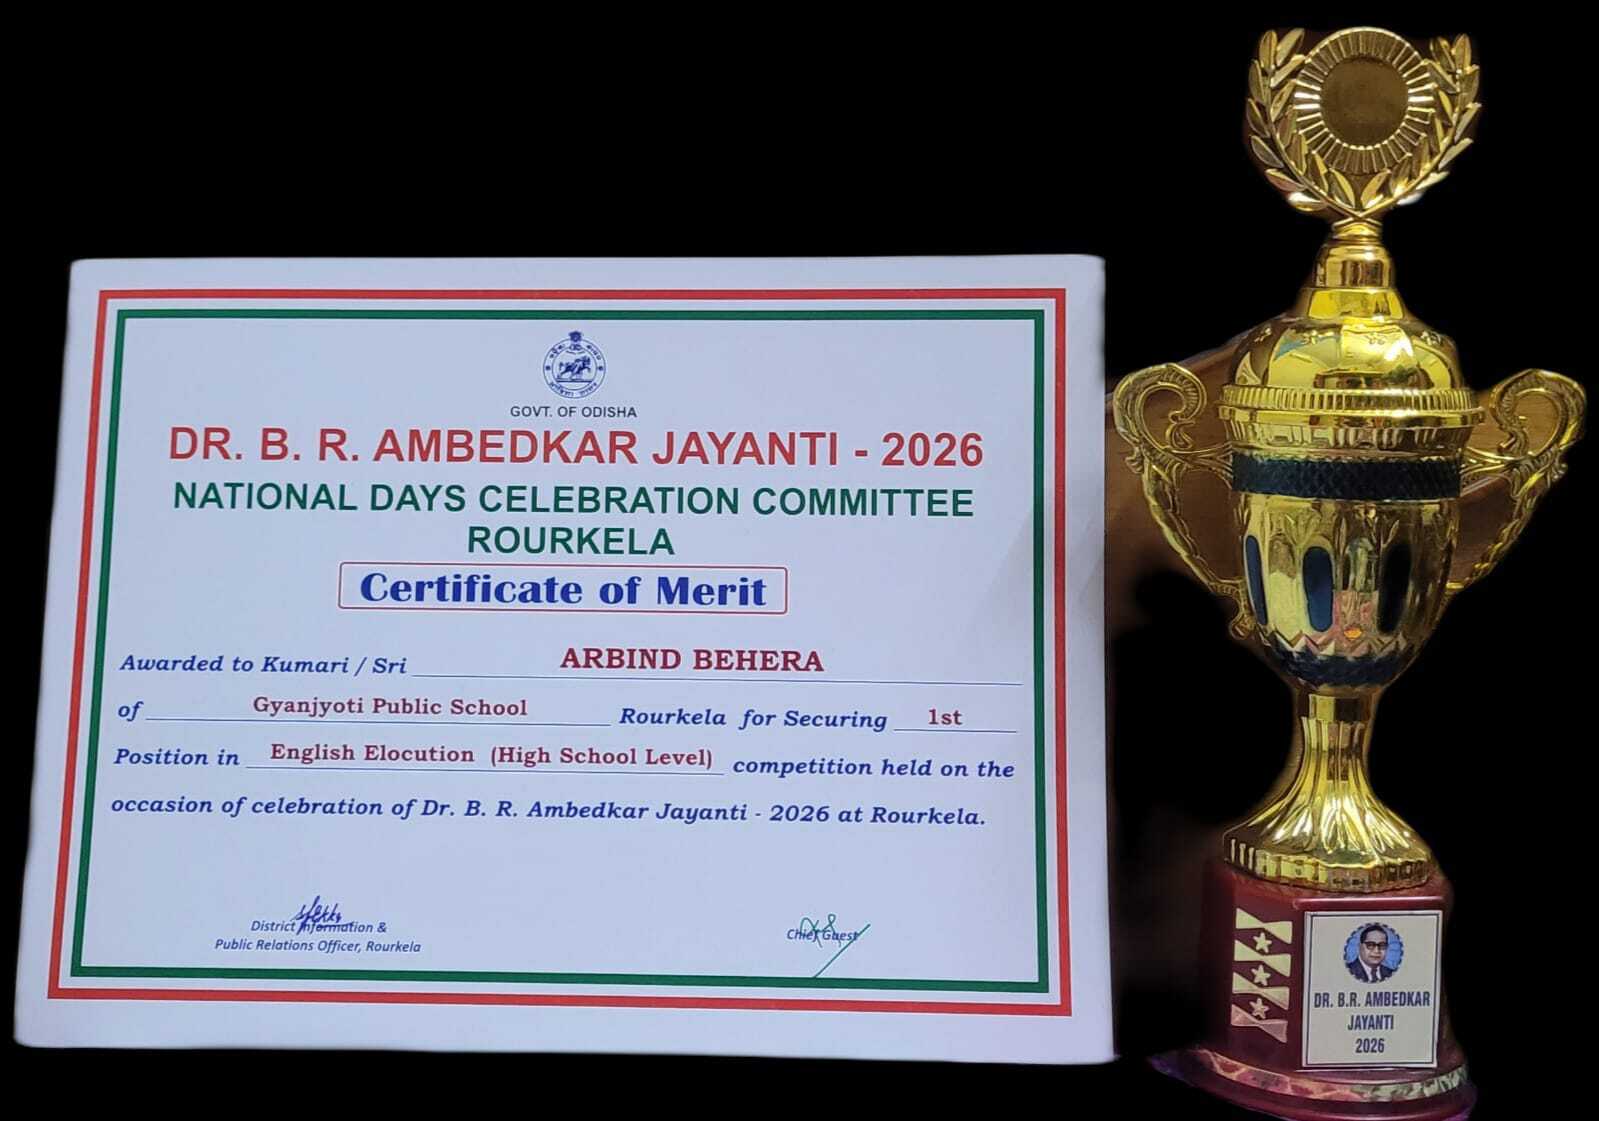 GOVT. OF ODISHA
DR. B. R. AMBEDKAR JAYANTI - 2026
NATIONAL DAYS CELEBRATION COMMITTEE
ROURKELA
Certificate of Merit
Awarded to Kumari / Sri ARBIND BEHERA
of Gyanjyoti Public School Rourkela for Securing 1st
Position in English Elocution (High School Level) competition held on the
occasion of celebration of Dr. B. R. Ambedkar Jayanti - 2026 at Rourkela.
District Information &
Public Relations Officer, Rourkela
Chief Guest
DR. B.R. AMBEDKAR
JAYANTI
2026